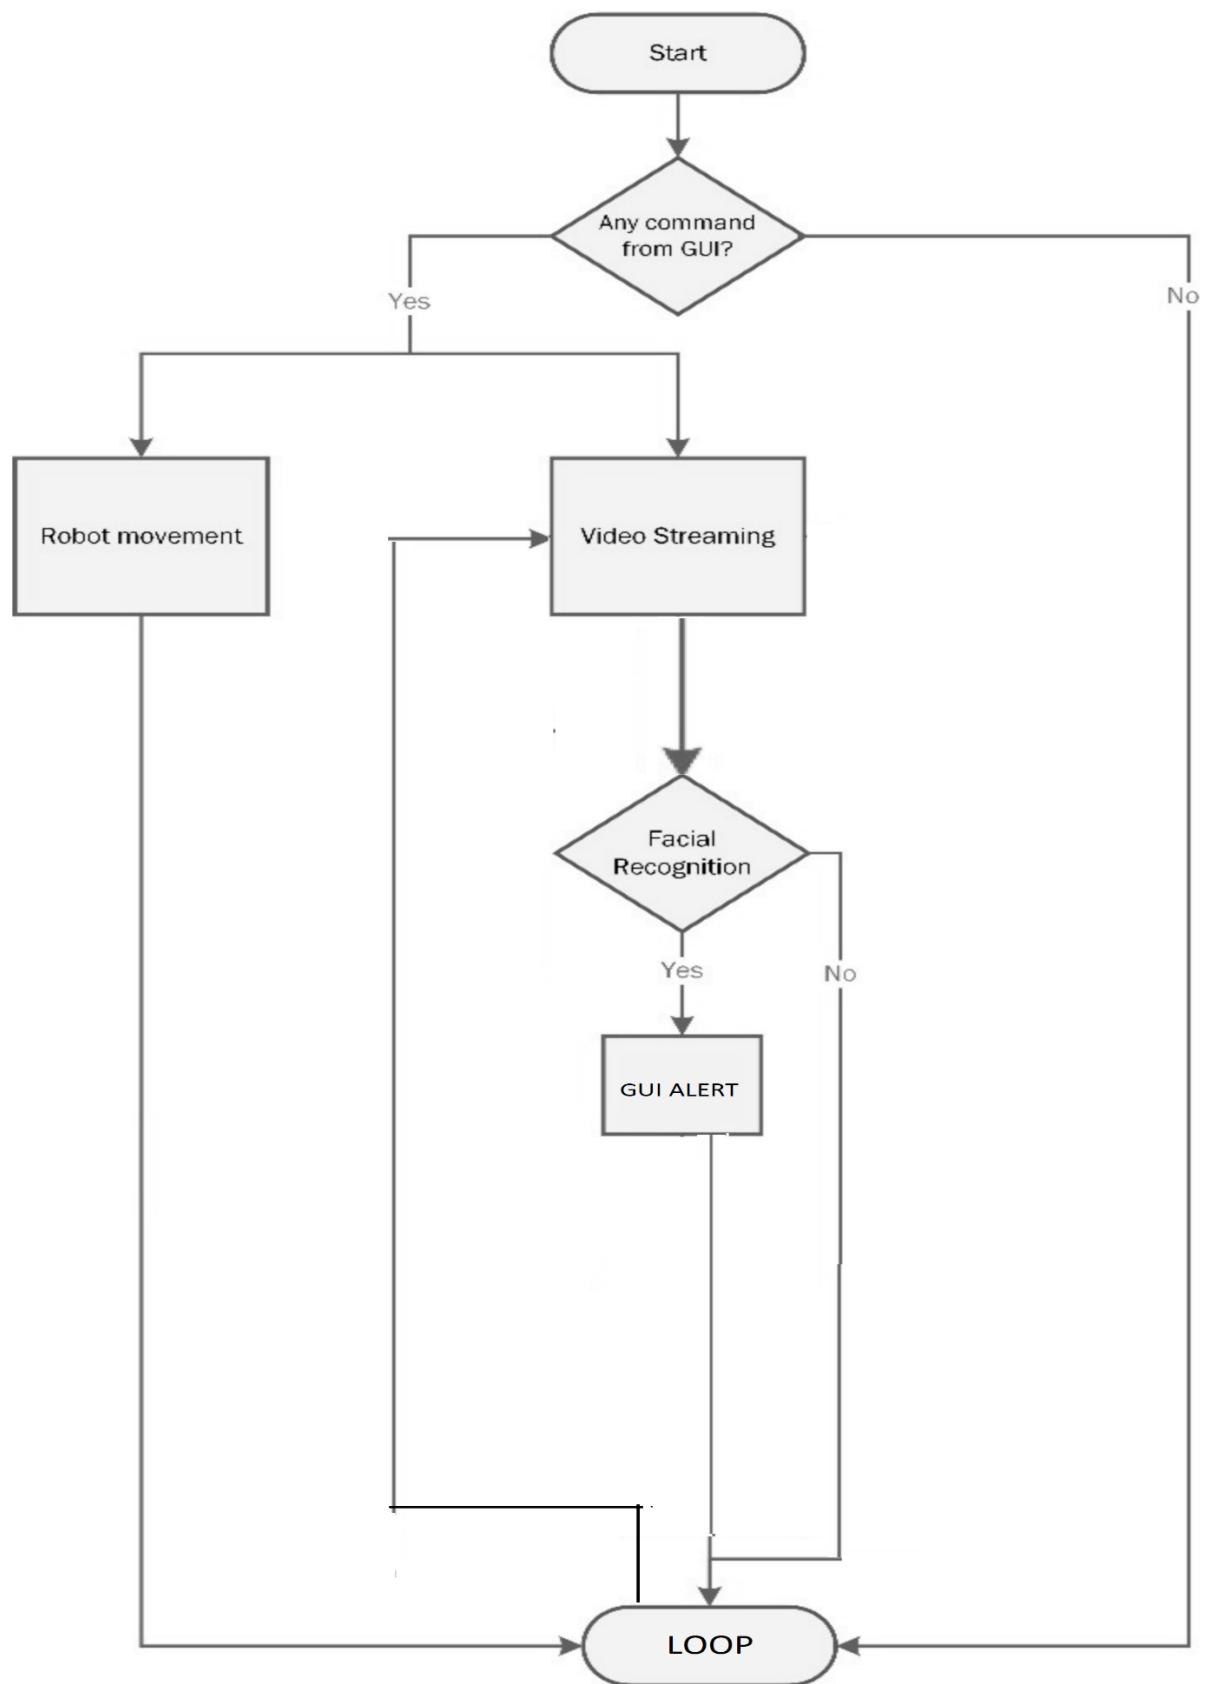 Start
Any command
from GUI?
Yes
No
Robot movement
Video Streaming
Facial
Recognition
Yes
No
GUI ALERT
LOOP